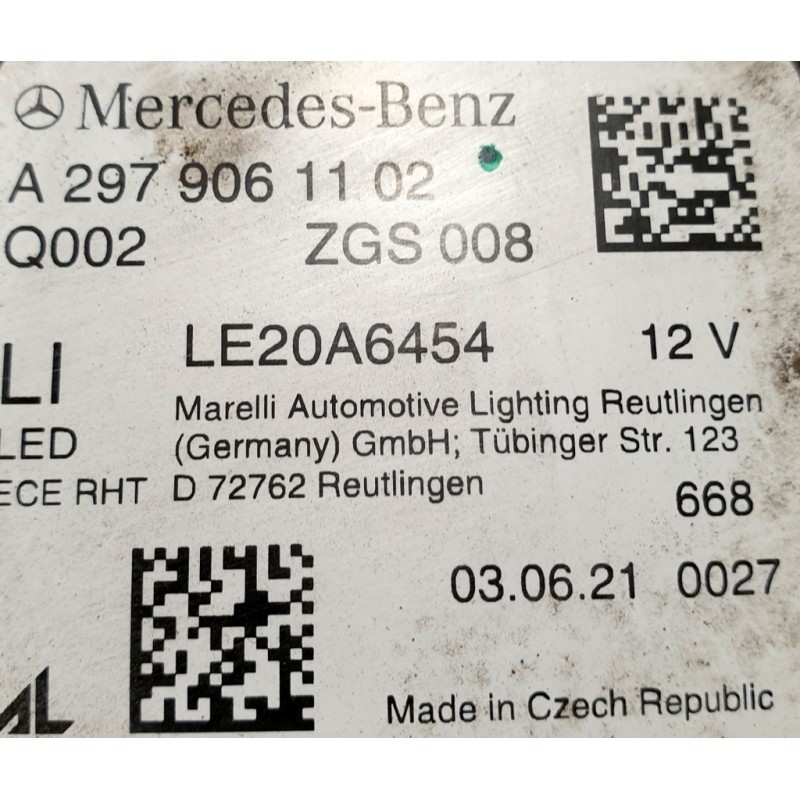 Mercedes-Benz
A 297 906 11 02
Q002 ZGS 008
LI LE20A6454 12 V
Marelli Automotive Lighting Reutlingen
LED (Germany) GmbH; Tübinger Str. 123
ECE RHT D 72762 Reutlingen
668
03.06.21 0027
AL
Made in Czech Republic